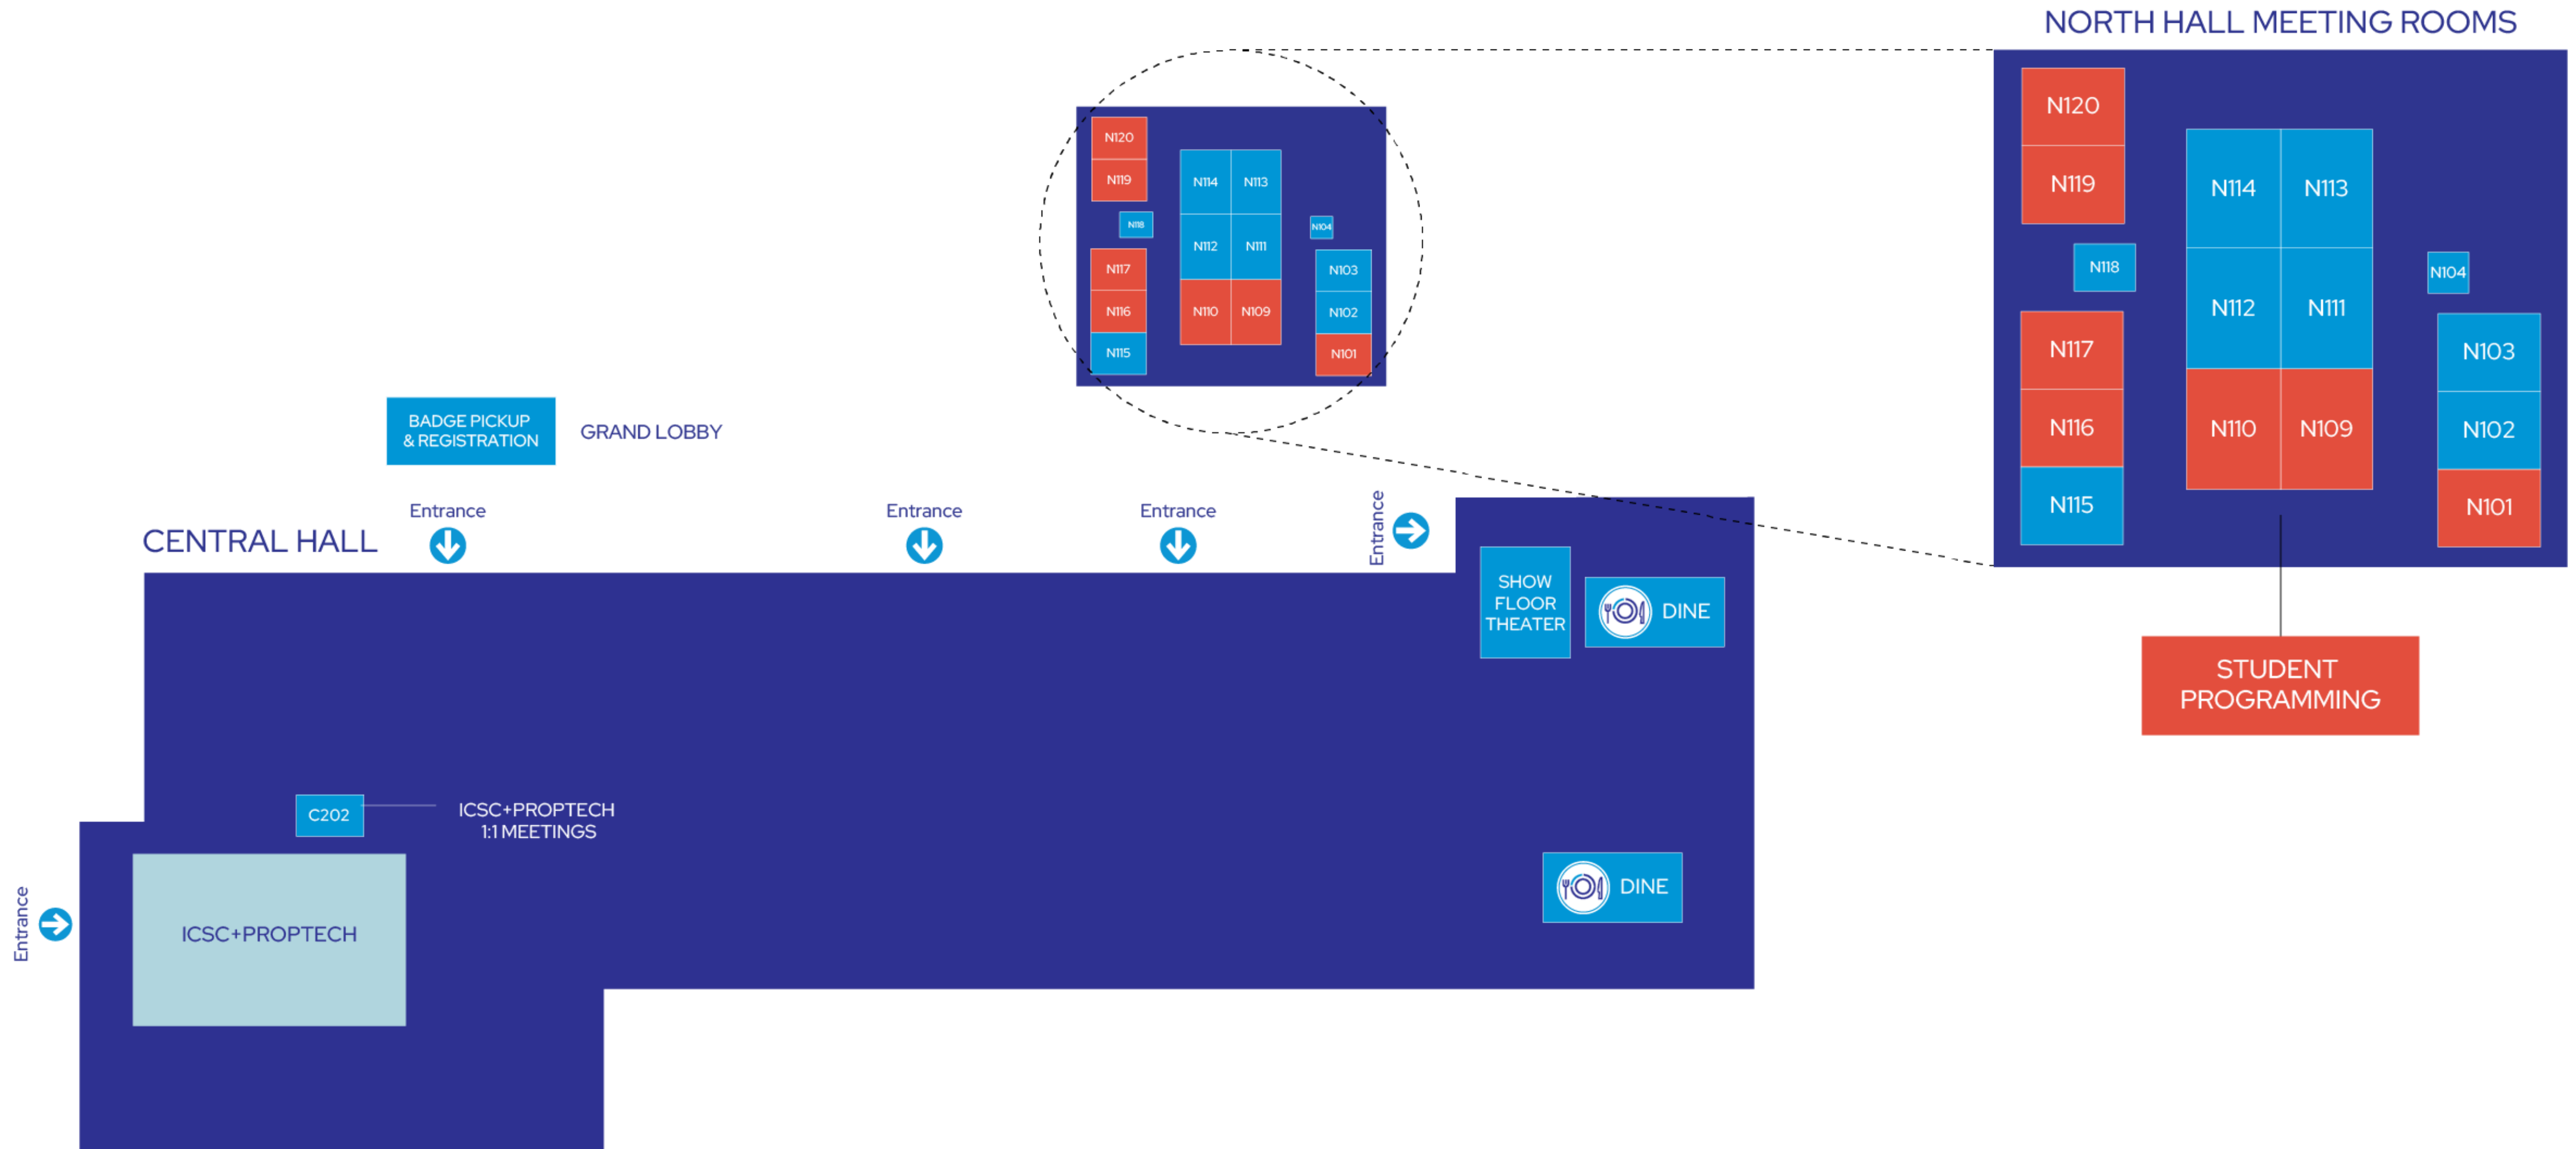 NORTH HALL MEETING ROOMS
N120
N119
N118
N117
N116
N115
N114
N113
N112
N111
N110
N109
N104
N103
N102
N101
N120
N119
N114
N113
N118
N104
N112
N111
N117
N103
N116
N110
N109
N102
N115
N101
STUDENT
PROGRAMMING
BADGE PICKUP
& REGISTRATION
GRAND LOBBY
CENTRAL HALL
Entrance
Entrance
Entrance
Entrance
SHOW
FLOOR
THEATER
DINE
C202
ICSC+PROPTECH
1:1 MEETINGS
DINE
Entrance
ICSC+PROPTECH